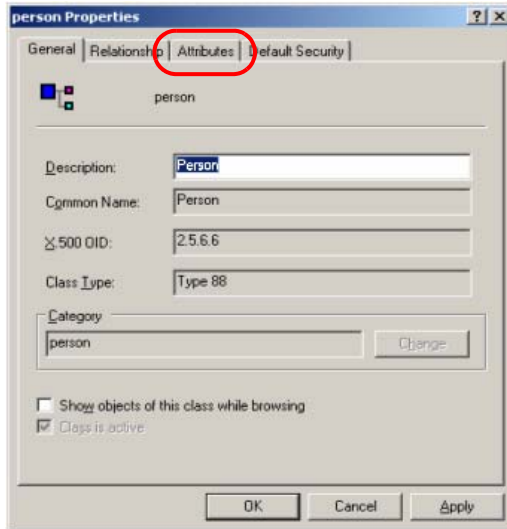 person Properties
General Relationship Attributes Default Security
person
Description: Person
Common Name: Person
X.500 OID: 2.5.6.6
Class Type: Type 88
Category
person Change
Show objects of this class while browsing
Class is active
OK Cancel Apply